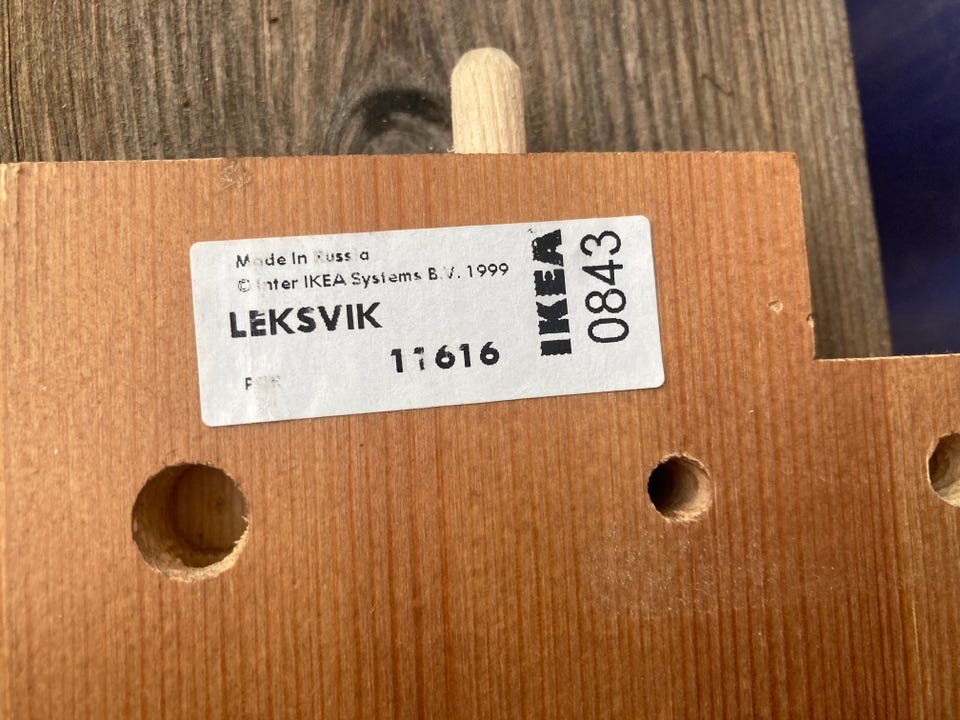 Made In Russia
© Inter IKEA Systems B.V. 1999
LEKSVIK
11616
IKEA
0843